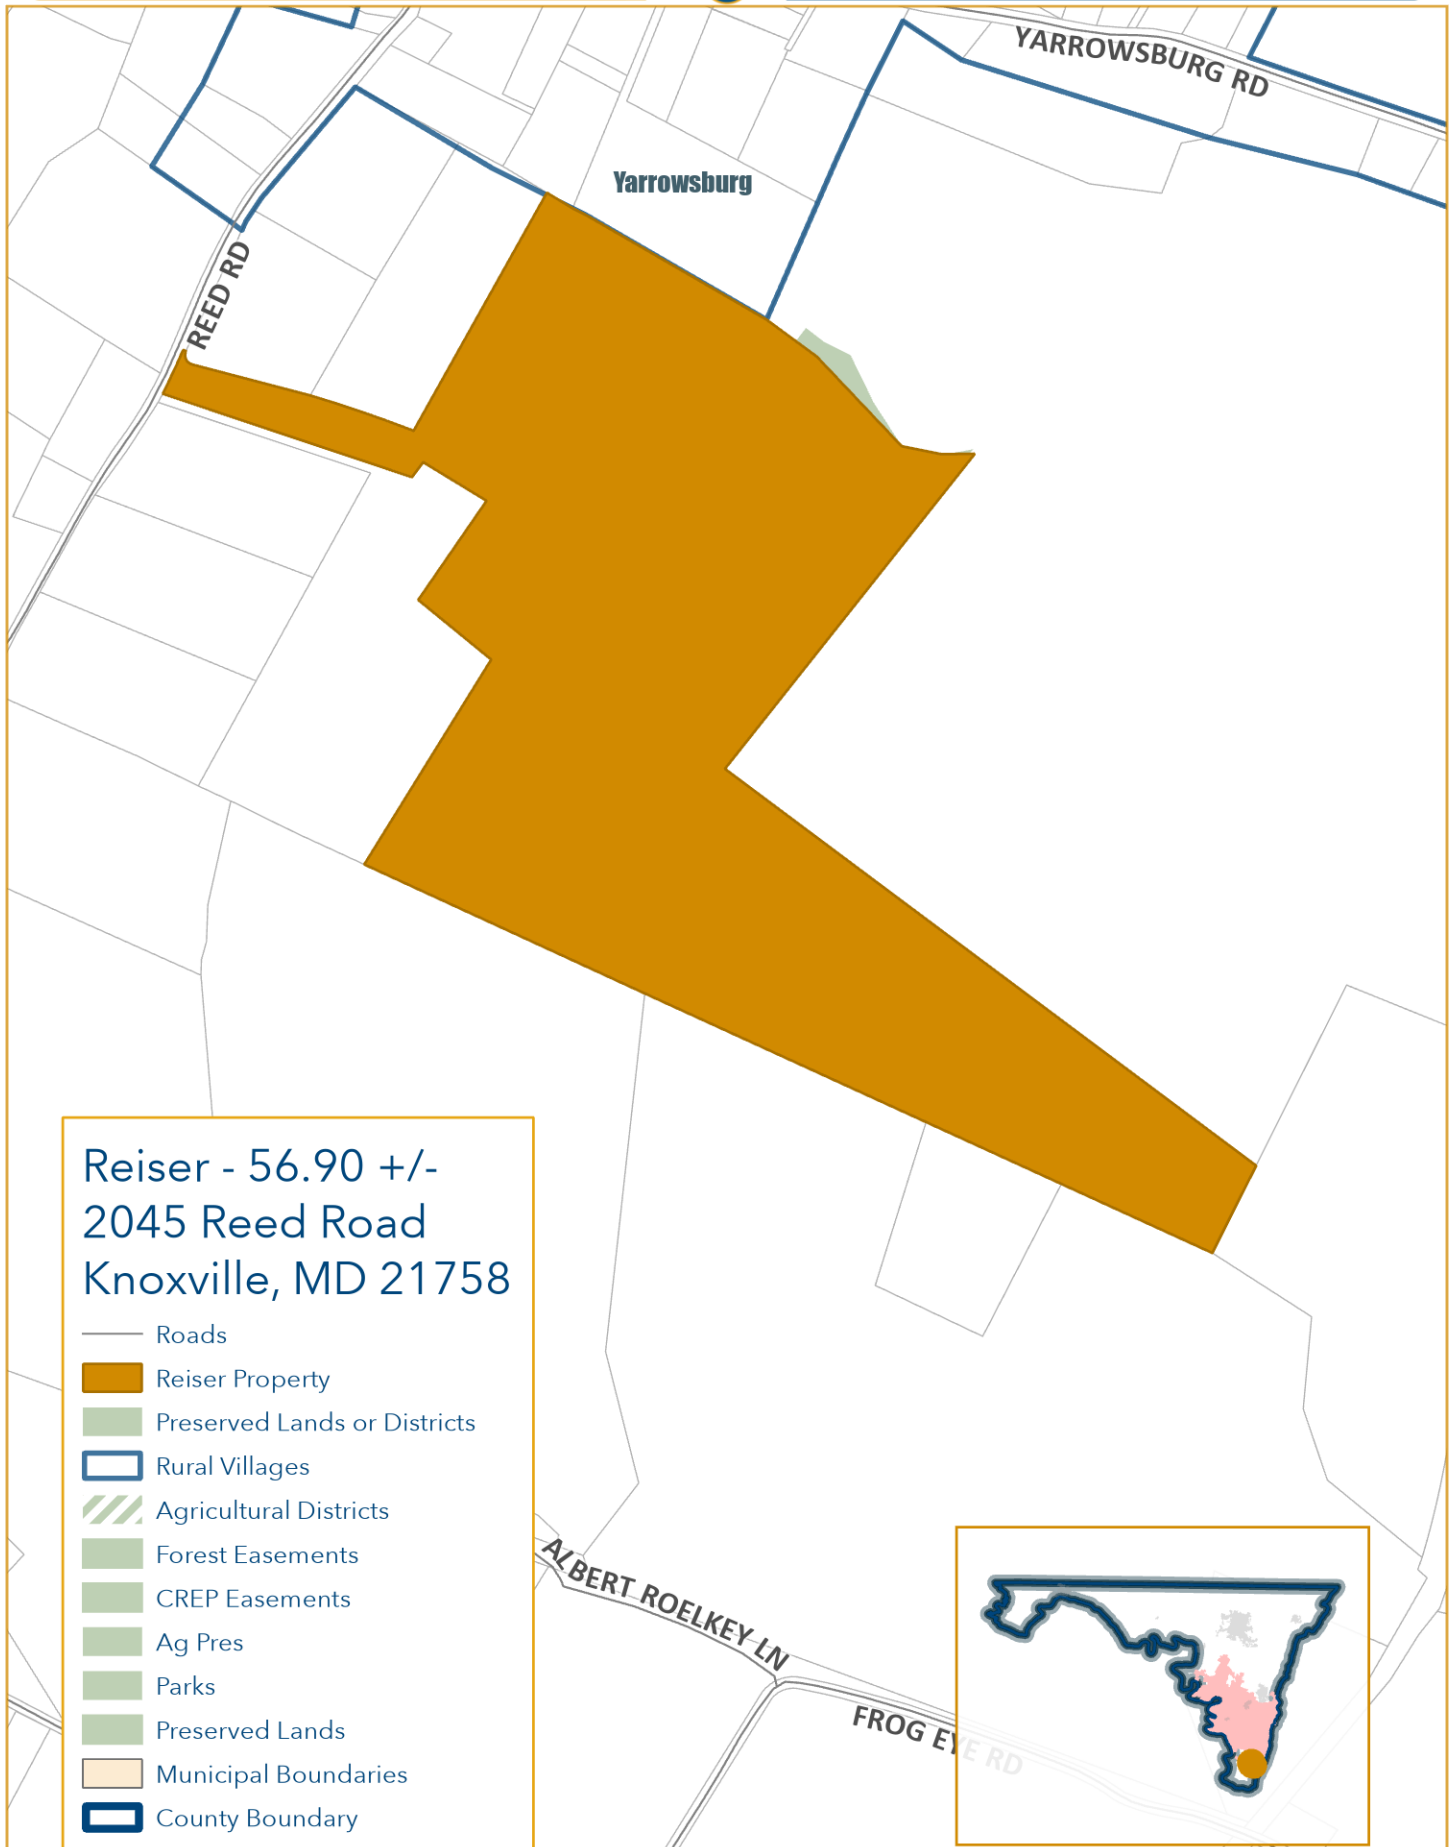 YARROWSBURG RD
Yarrowsburg
REED RD
Reiser - 56.90 +/-
2045 Reed Road
Knoxville, MD 21758
Roads
Reiser Property
Preserved Lands or Districts
Rural Villages
Agricultural Districts
Forest Easements
CREP Easements
Ag Pres
Parks
Preserved Lands
Municipal Boundaries
County Boundary
ALBERT ROELKEY LN
FROG EYE RD